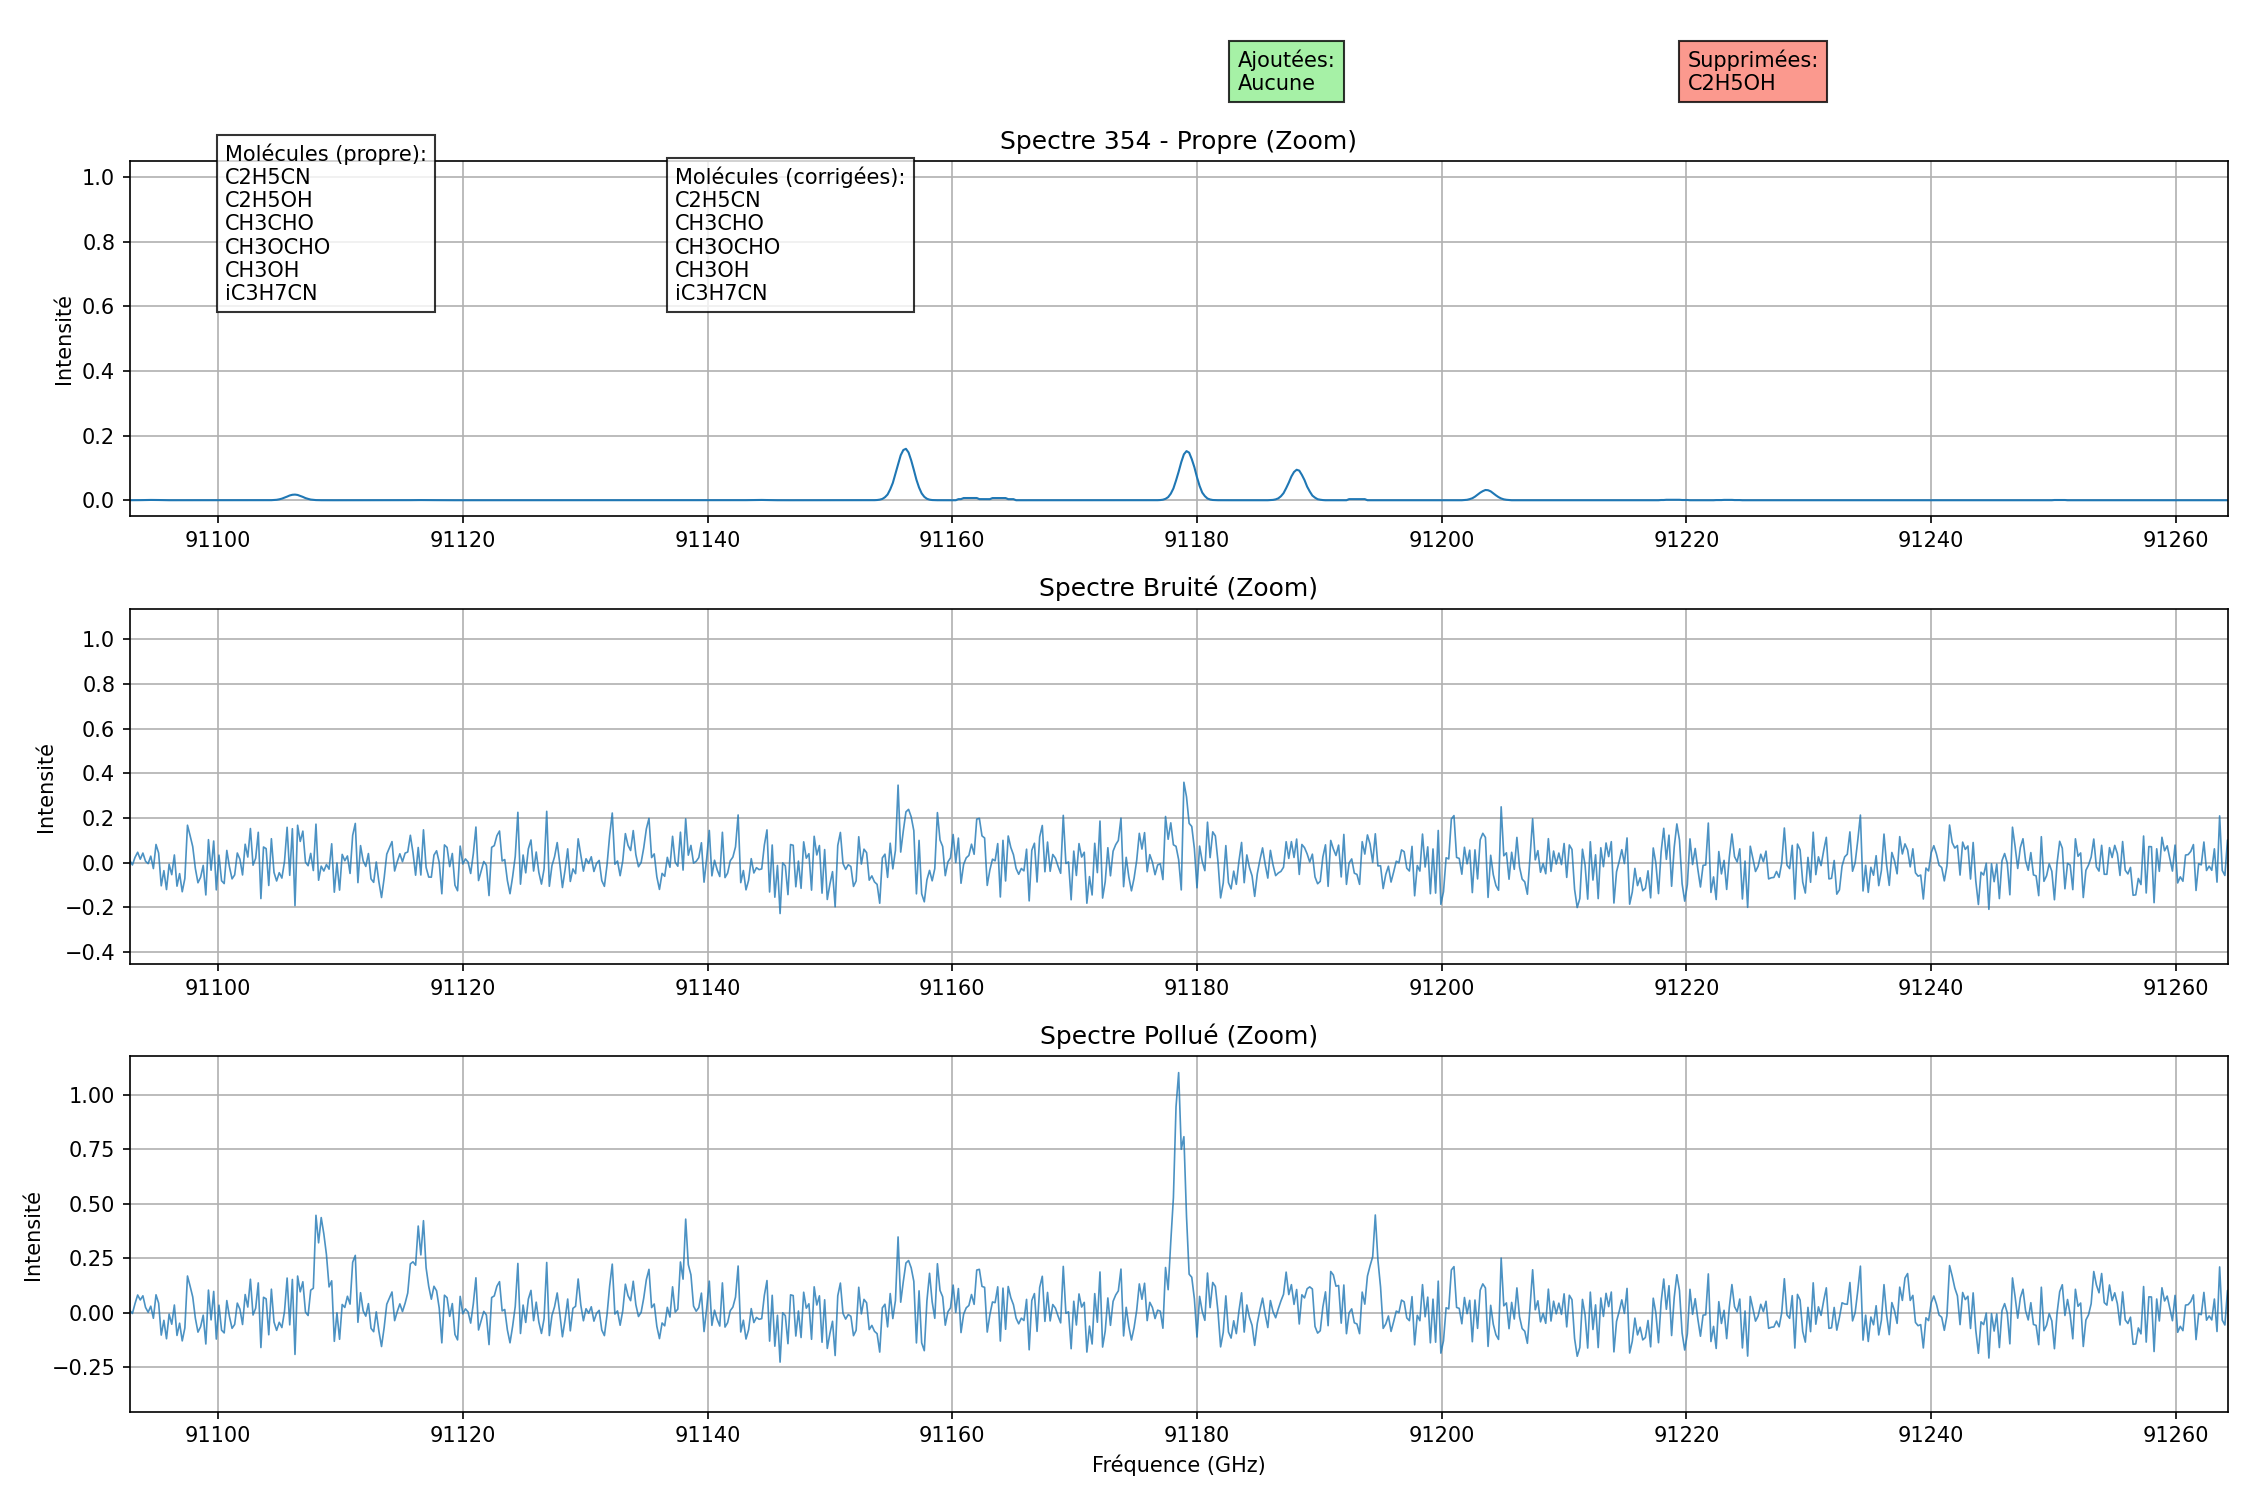 Ajoutées:
Aucune
Supprimées:
C2H5OH
Spectre 354 - Propre (Zoom)
Molécules (propre):
C2H5CN
C2H5OH
CH3CHO
CH3OCHO
CH3OH
iC3H7CN
Molécules (corrigées):
C2H5CN
CH3CHO
CH3OCHO
CH3OH
iC3H7CN
Intensité
1.0
0.8
0.6
0.4
0.2
0.0
91100 91120 91140 91160 91180 91200 91220 91240 91260
Spectre Bruité (Zoom)
Intensité
1.0
0.8
0.6
0.4
0.2
0.0
−0.2
−0.4
91100 91120 91140 91160 91180 91200 91220 91240 91260
Spectre Pollué (Zoom)
Intensité
1.00
0.75
0.50
0.25
0.00
−0.25
91100 91120 91140 91160 91180 91200 91220 91240 91260
Fréquence (GHz)